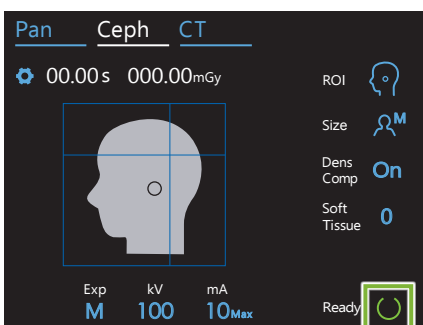 Pan Ceph CT
00.00 s 000.00mGy
ROI
Size M
Dens
Comp On
Soft
Tissue 0
Exp kV mA
M 100 10Max
Ready